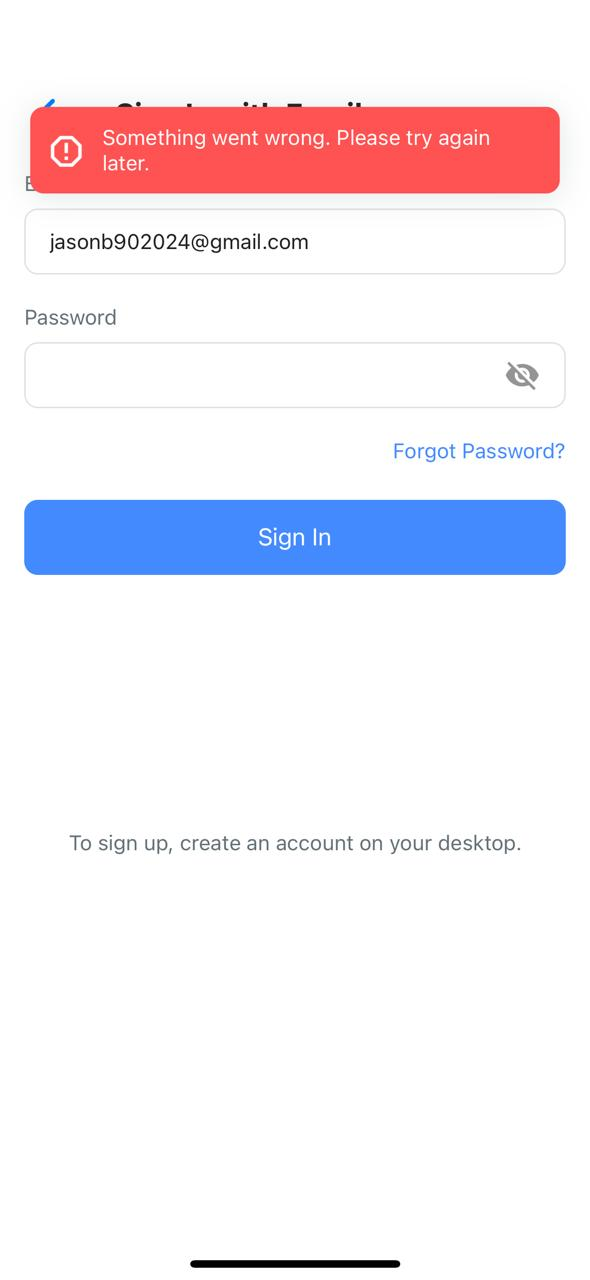 Something went wrong. Please try again
later.
jasonb902024@gmail.com
Password
Forgot Password?
Sign In
To sign up, create an account on your desktop.